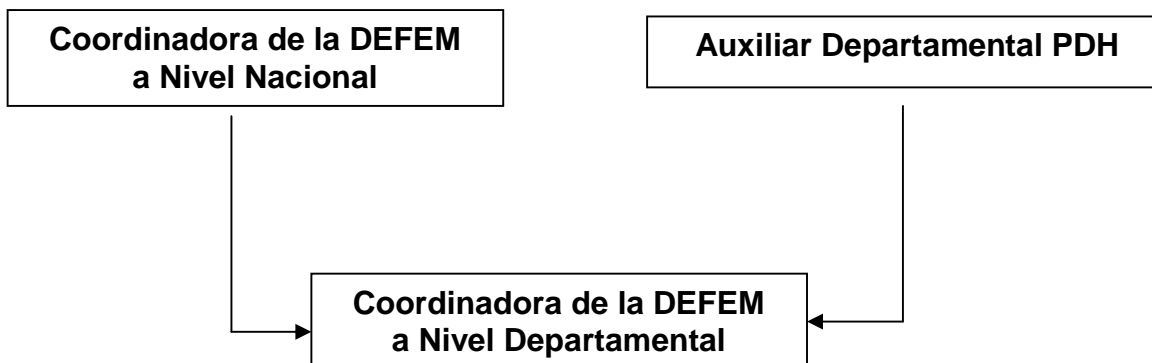 Coordinadora de la DEFEM
a Nivel Nacional
Auxiliar Departamental PDH
Coordinadora de la DEFEM
a Nivel Departamental